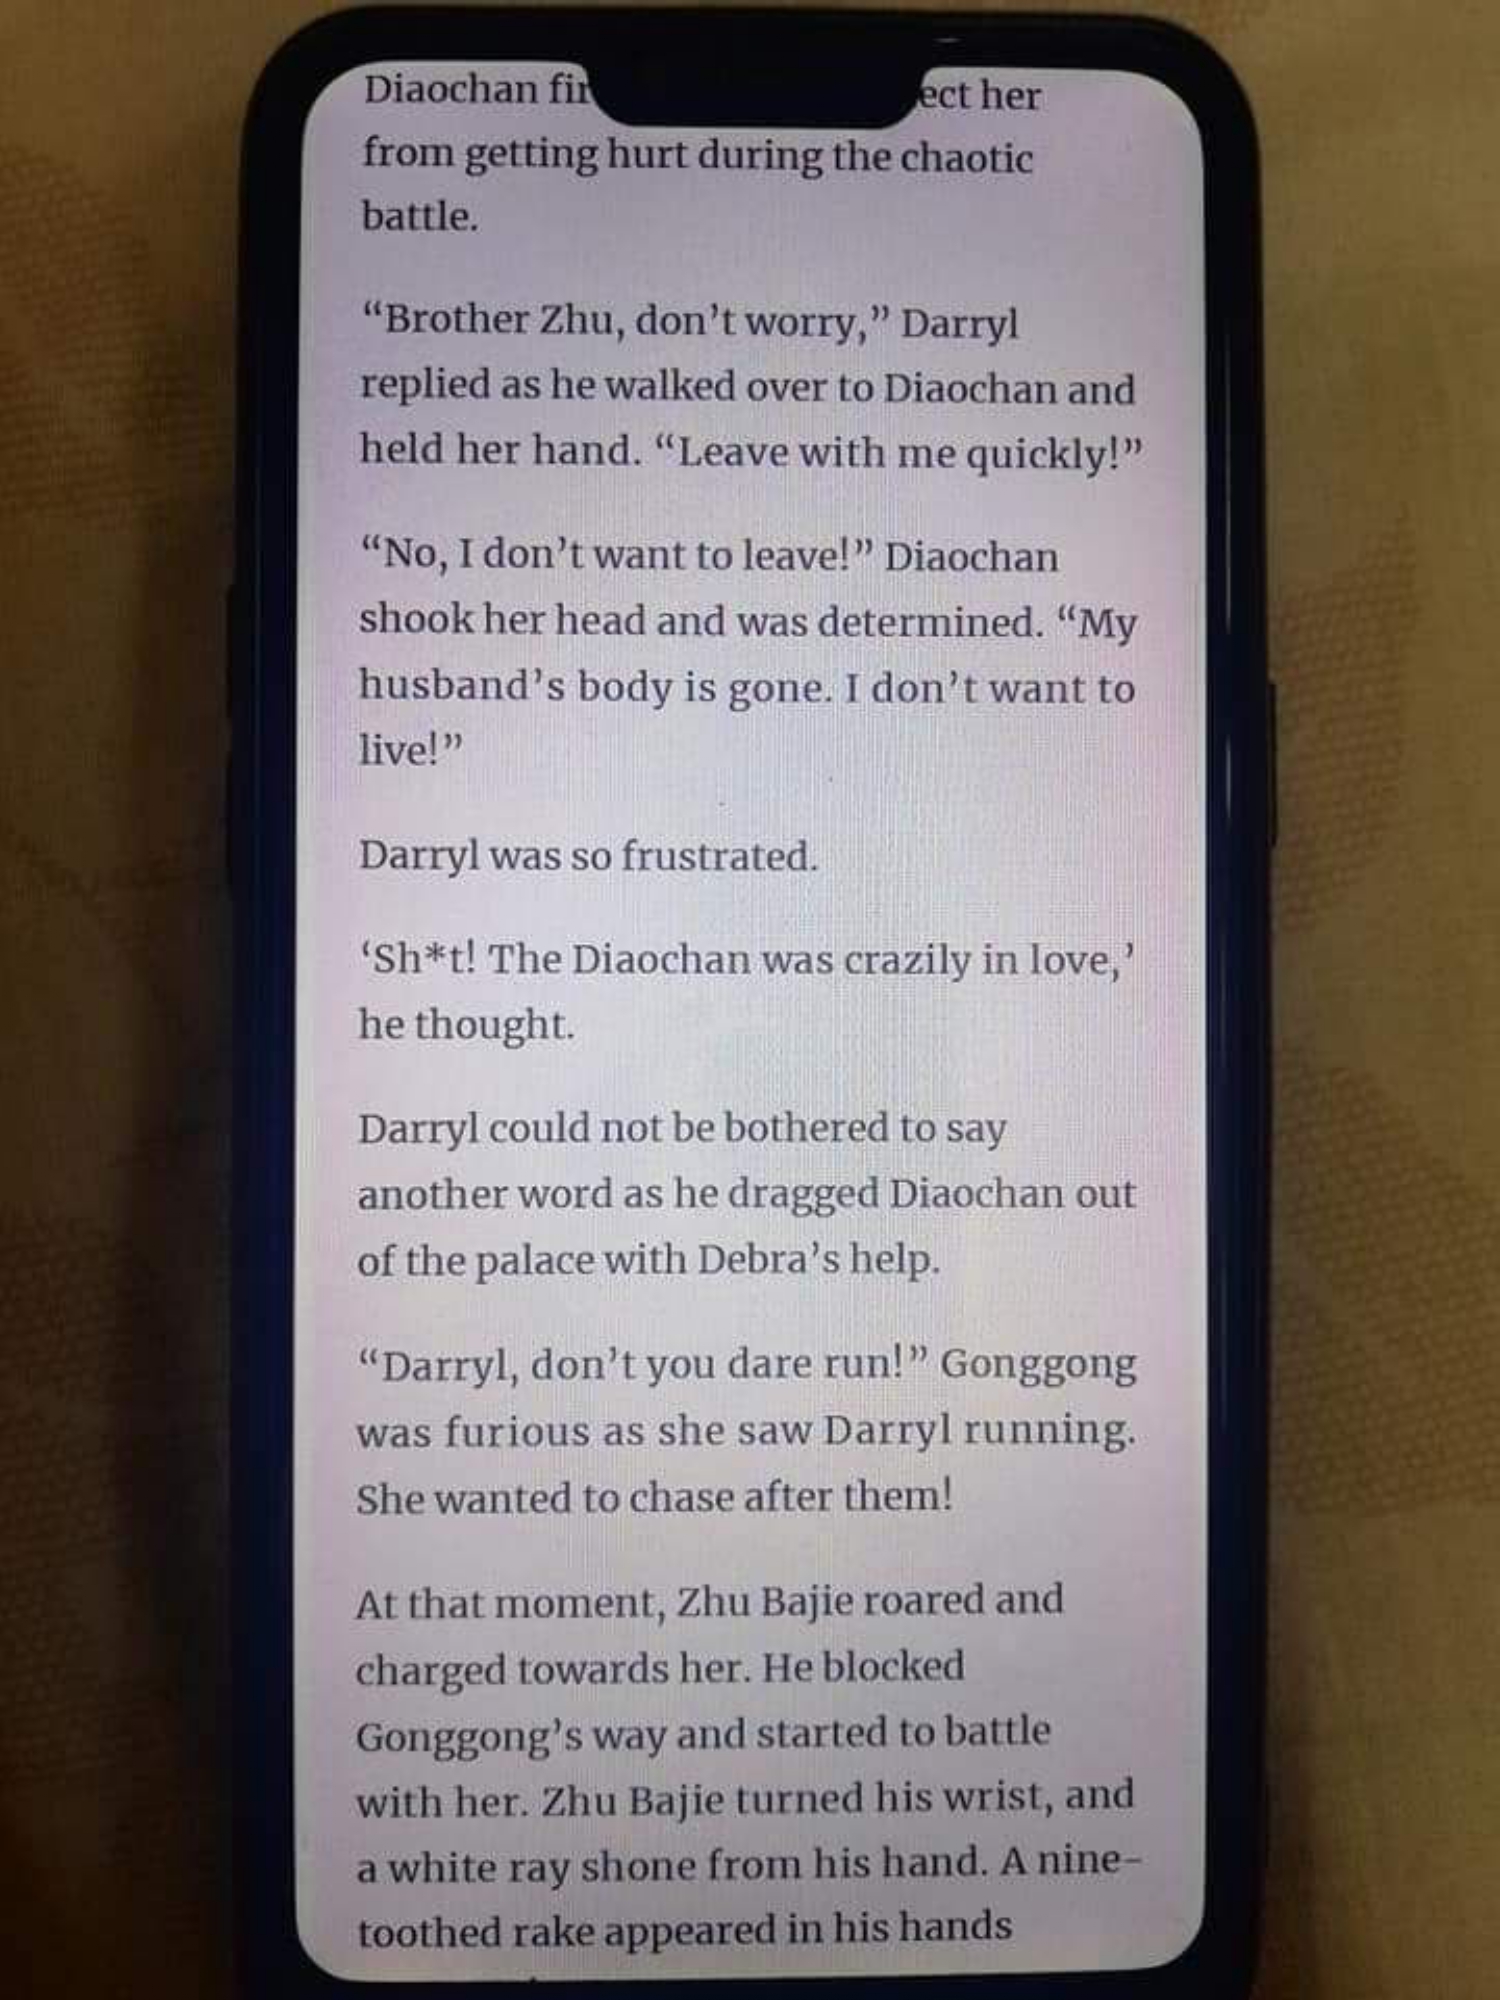 Diaochan fir ect her
from getting hurt during the chaotic
battle.
“Brother Zhu, don’t worry,” Darryl
replied as he walked over to Diaochan and
held her hand. “Leave with me quickly!”
“No, I don’t want to leave!” Diaochan
shook her head and was determined. “My
husband’s body is gone. I don’t want to
live!”
Darryl was so frustrated.
‘Sh*t! The Diaochan was crazily in love,’
he thought.
Darryl could not be bothered to say
another word as he dragged Diaochan out
of the palace with Debra’s help.
“Darryl, don’t you dare run!” Gonggong
was furious as she saw Darryl running.
She wanted to chase after them!
At that moment, Zhu Bajie roared and
charged towards her. He blocked
Gonggong’s way and started to battle
with her. Zhu Bajie turned his wrist, and
a white ray shone from his hand. A nine-
toothed rake appeared in his hands